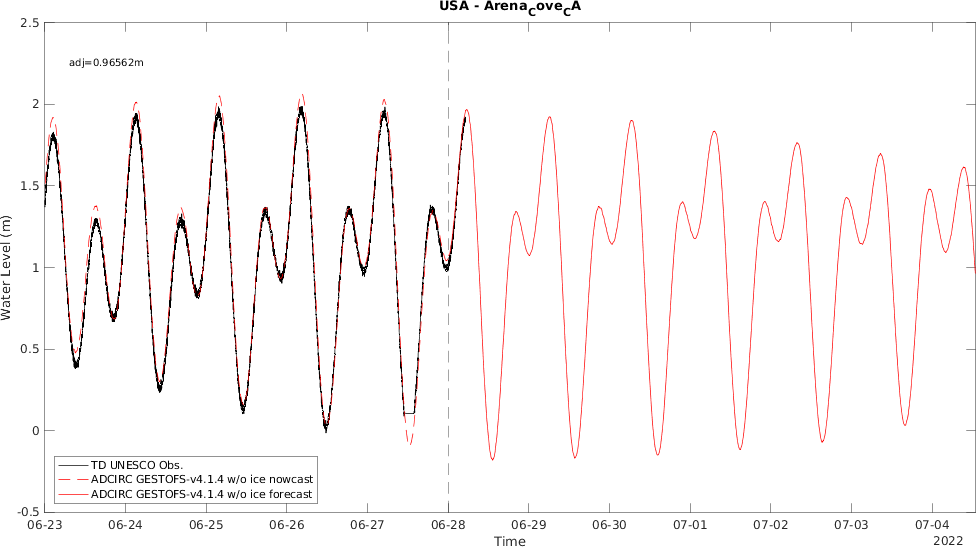 USA - ArenaCoveCA
2.5
adj=0.96562m
2
1.5
1
0.5
0
-0.5
Water Level (m)
TD UNESCO Obs.
ADCIRC GESTOFS-v4.1.4 w/o ice nowcast
ADCIRC GESTOFS-v4.1.4 w/o ice forecast
06-23 06-24 06-25 06-26 06-27 06-28 06-29 06-30 07-01 07-02 07-03 07-04
Time
2022